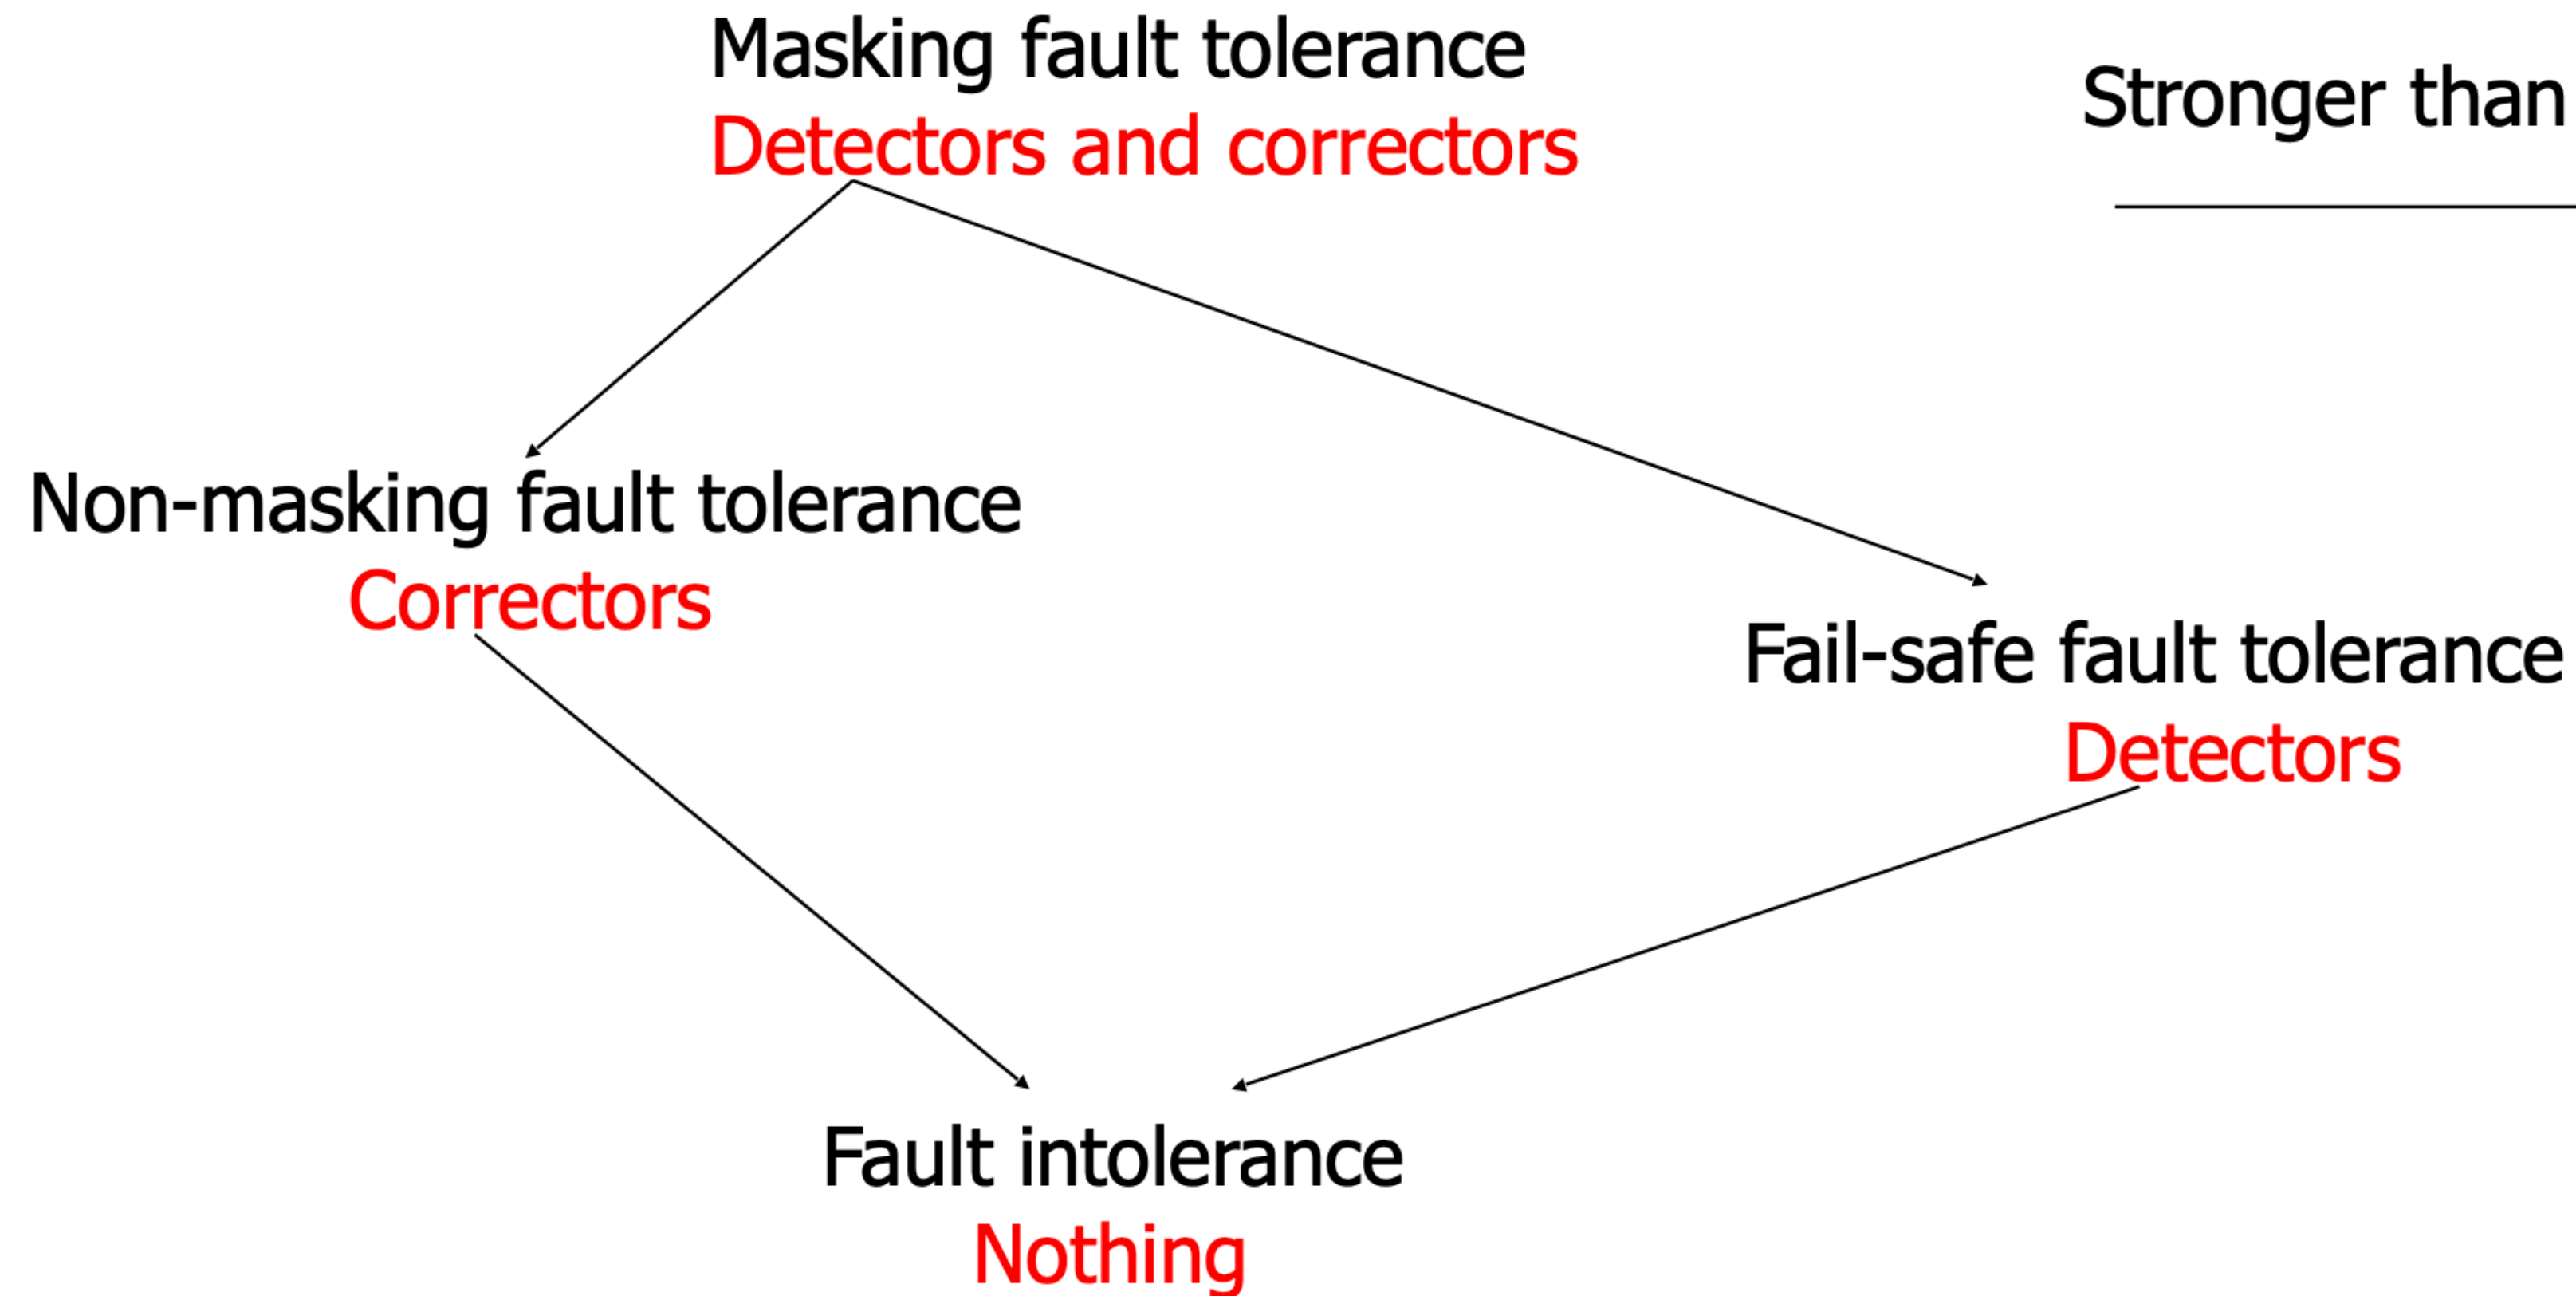 Masking fault tolerance
Detectors and correctors
Stronger than
Non-masking fault tolerance
Correctors
Fail-safe fault tolerance
Detectors
Fault intolerance
Nothing